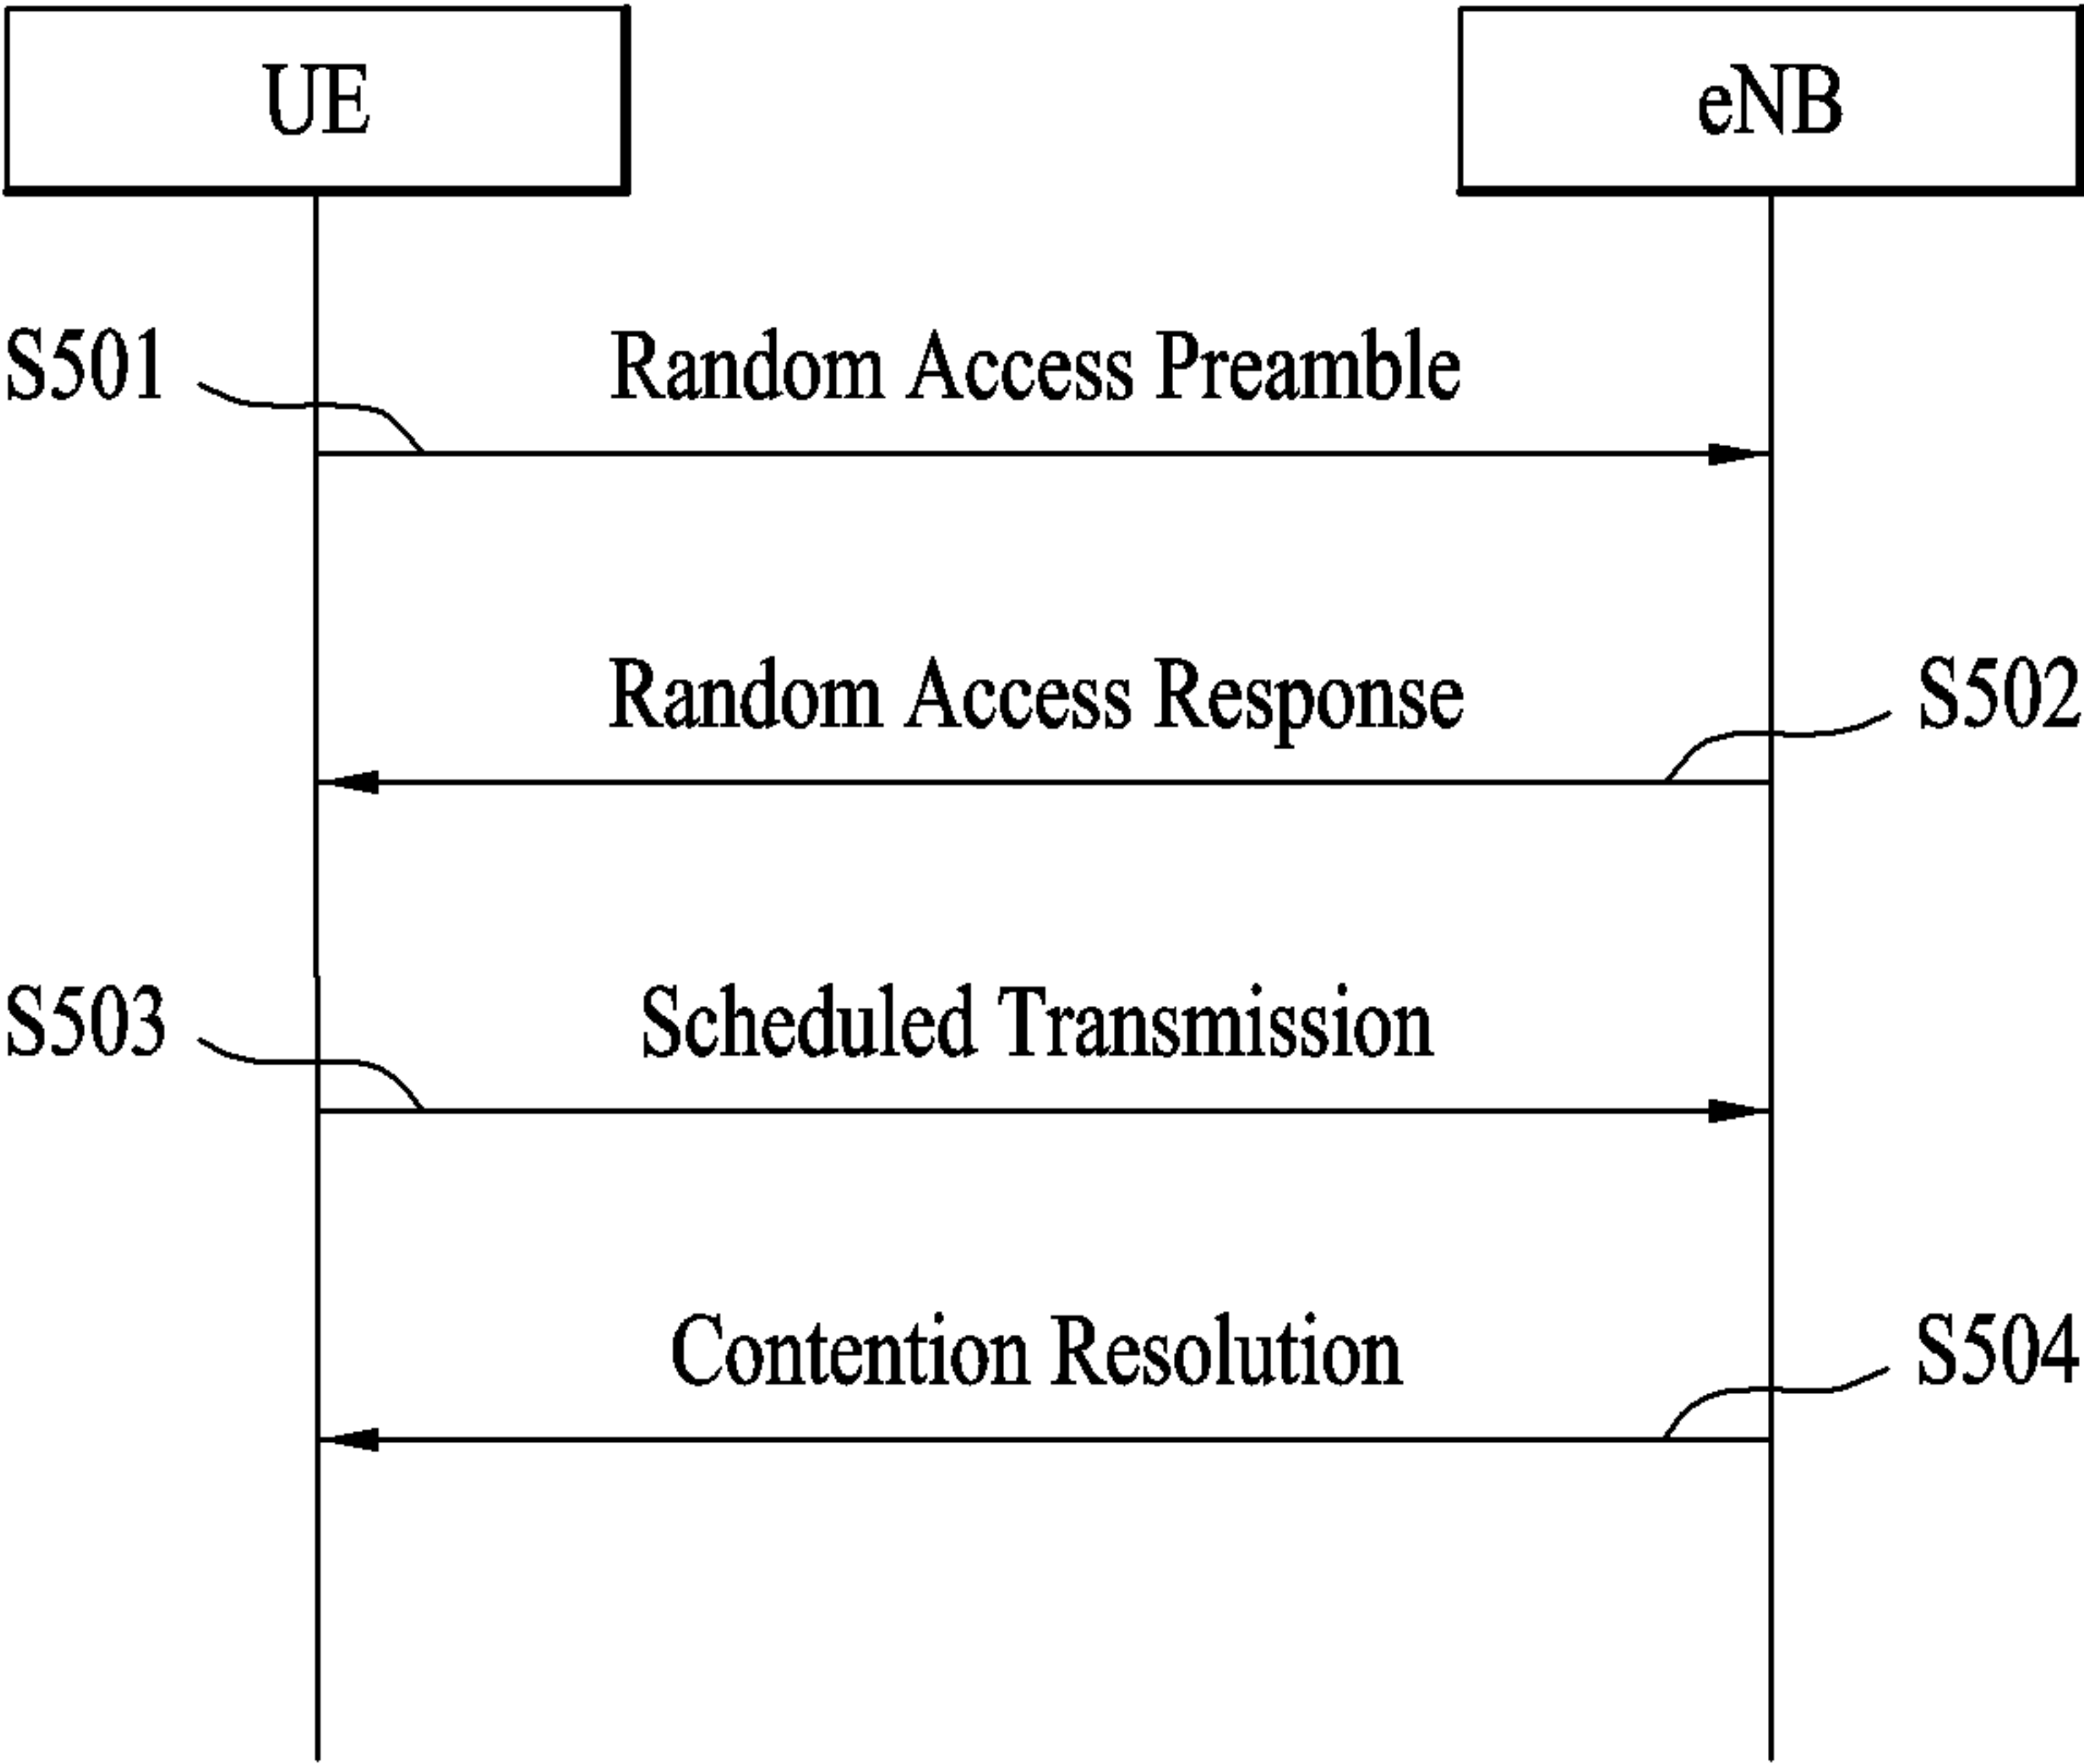 UE
eNB
S501
Random Access Preamble
Random Access Response
S502
S503
Scheduled Transmission
Contention Resolution
S504